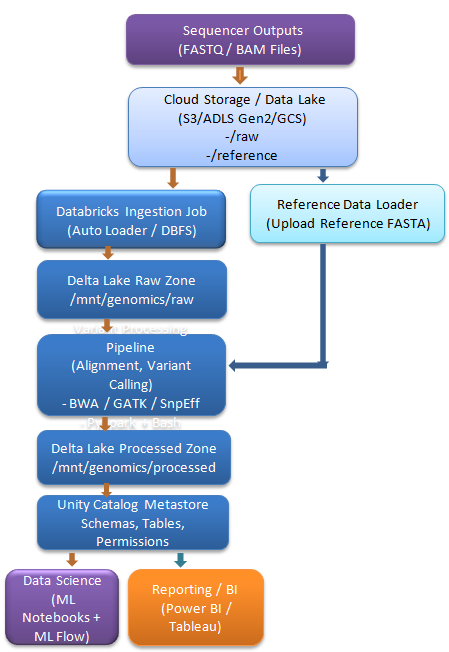 Sequencer Outputs
(FASTQ / BAM Files)
Cloud Storage / Data Lake
(S3/ADLS Gen2/GCS)
-/raw
-/reference
Databricks Ingestion Job
(Auto Loader / DBFS)
Reference Data Loader
(Upload Reference FASTA)
Delta Lake Raw Zone
/mnt/genomics/raw
Variant Processing
Pipeline
(Alignment, Variant
Calling)
- BWA / GATK / SnpEff
Bash
Delta Lake Processed Zone
/mnt/genomics/processed
Unity Catalog Metastore
Schemas, Tables,
Permissions
Data Science
(ML
Notebooks +
ML Flow)
Reporting / BI
(Power BI /
Tableau)